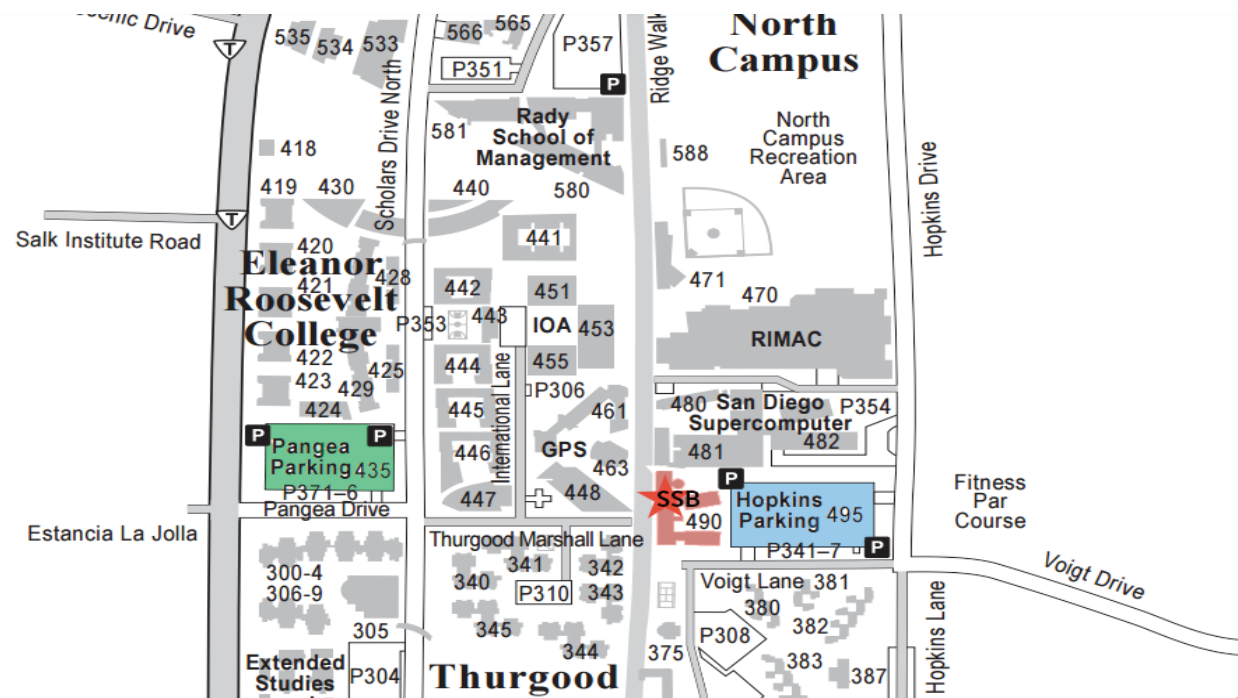 Drive
North
Campus
535
534
533
566
565
P351
P357
P
Ridge Walk
T
Scholars Drive North
581
Rady
School of
Management
580
588
North
Campus
Recreation
Area
Hopkins Drive
418
419
430
440
441
T
Salk Institute Road
420
Eleanor
Roosevelt
College
421
428
422
423
429
425
424
P353
442
443
444
445
446
447
451
IOA
453
455
P306
International Lane
461
GPS
463
448
471
470
RIMAC
480
San Diego
Supercomputer
P354
481
482
P
P
Pangea
Parking
435
P371–6
Pangea Drive
SSB
490
P
Hopkins
Parking
495
P341–7
P
Fitness
Par
Course
Estancia La Jolla
Thurgood Marshall Lane
300-4
306-9
305
340
341
342
343
P310
345
344
375
Voigt Lane
381
380
382
383
387
P308
Voigt Drive
Hopkins Lane
Extended
Studies
P304
Thurgood